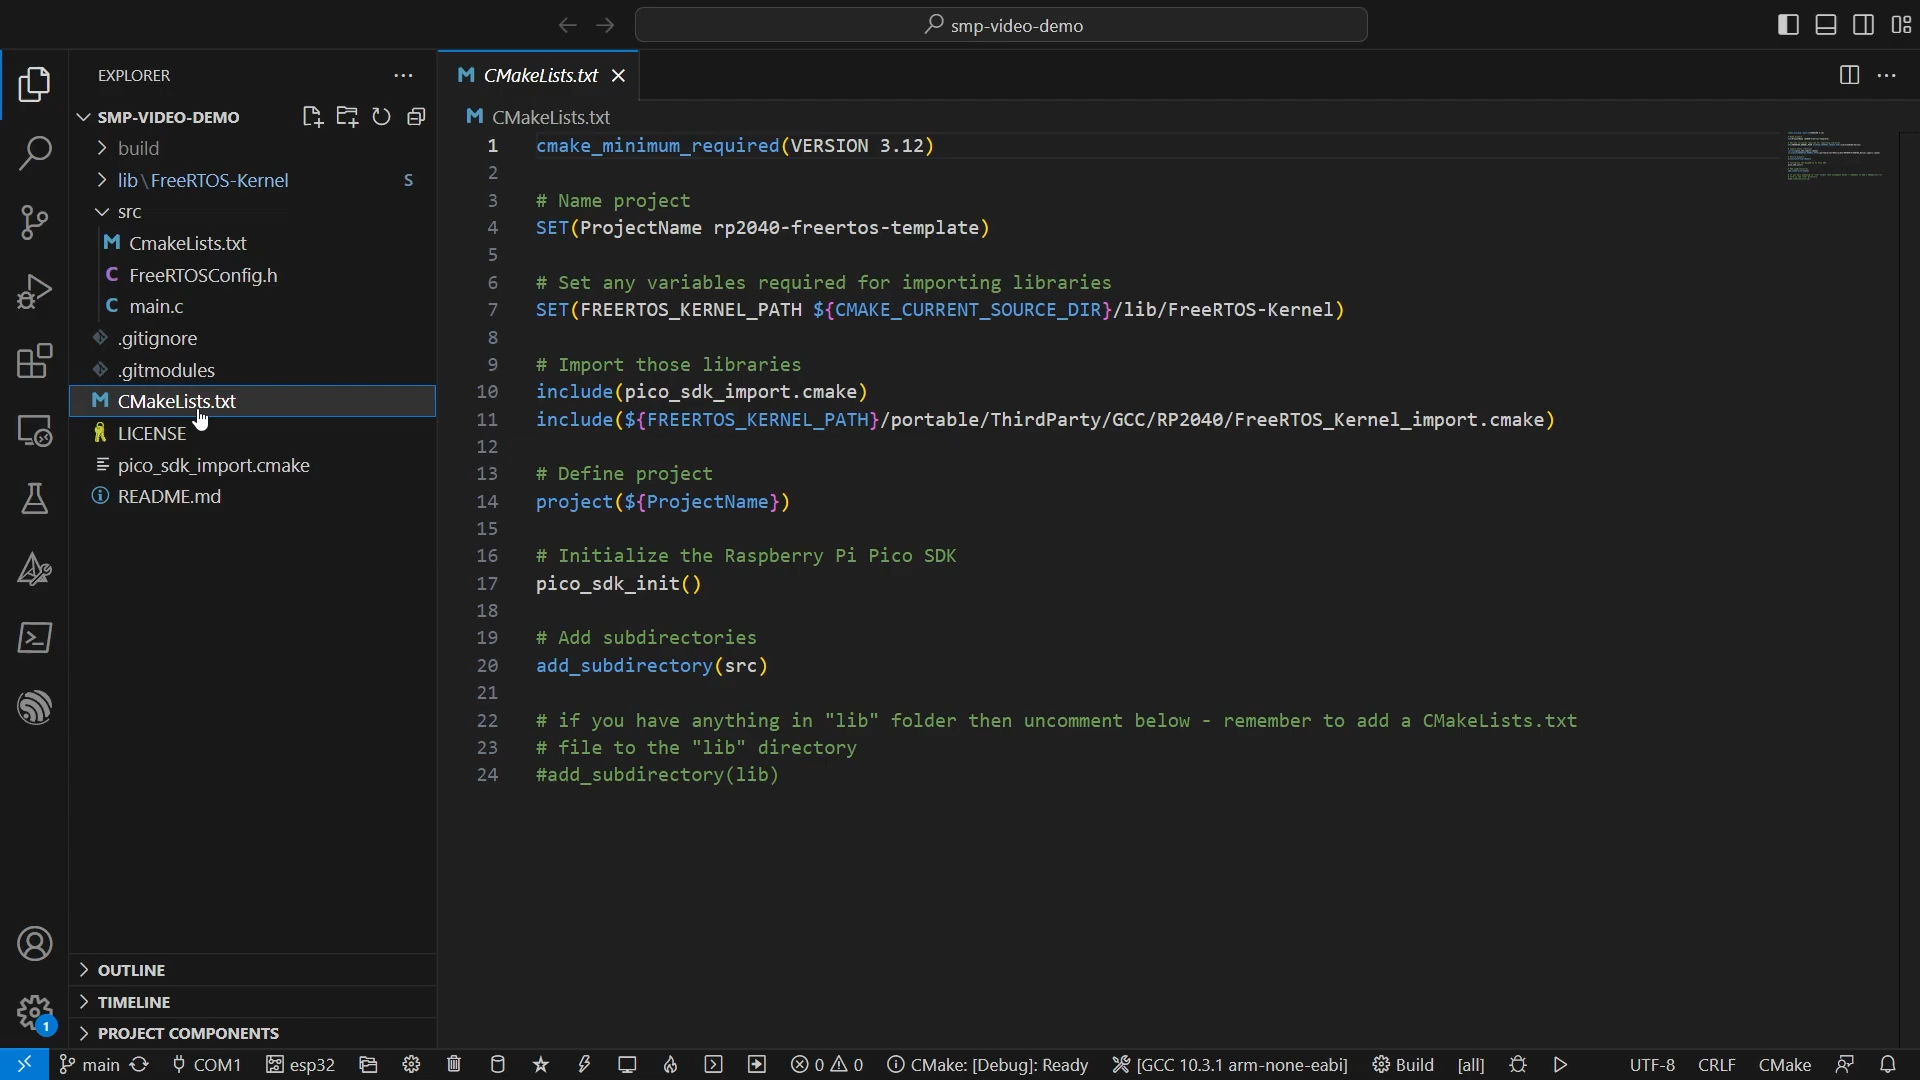 smp-video-demo
EXPLORER
SMP-VIDEO-DEMO
build
lib\FreeRTOS-Kernel S
src
CmakeLists.txt
FreeRTOSConfig.h
main.c
.gitignore
.gitmodules
CMakeLists.txt
LICENSE
pico_sdk_import.cmake
README.md
OUTLINE
TIMELINE
PROJECT COMPONENTS
1
CMakeLists.txt
CMakeLists.txt
1 cmake_minimum_required(VERSION 3.12)
2
3 # Name project
4 SET(ProjectName rp2040-freertos-template)
5
6 # Set any variables required for importing libraries
7 SET(FREERTOS_KERNEL_PATH ${CMAKE_CURRENT_SOURCE_DIR}/lib/FreeRTOS-Kernel)
8
9 # Import those libraries
10 include(pico_sdk_import.cmake)
11 include(${FREERTOS_KERNEL_PATH}/portable/ThirdParty/GCC/RP2040/FreeRTOS_Kernel_import.cmake)
12
13 # Define project
14 project(${ProjectName})
15
16 # Initialize the Raspberry Pi Pico SDK
17 pico_sdk_init()
18
19 # Add subdirectories
20 add_subdirectory(src)
21
22 # if you have anything in "lib" folder then uncomment below - remember to add a CMakeLists.txt
23 # file to the "lib" directory
24 #add_subdirectory(lib)
main COM1 esp32 0 0 CMake: [Debug]: Ready [GCC 10.3.1 arm-none-eabi] Build [all] UTF-8 CRLF CMake